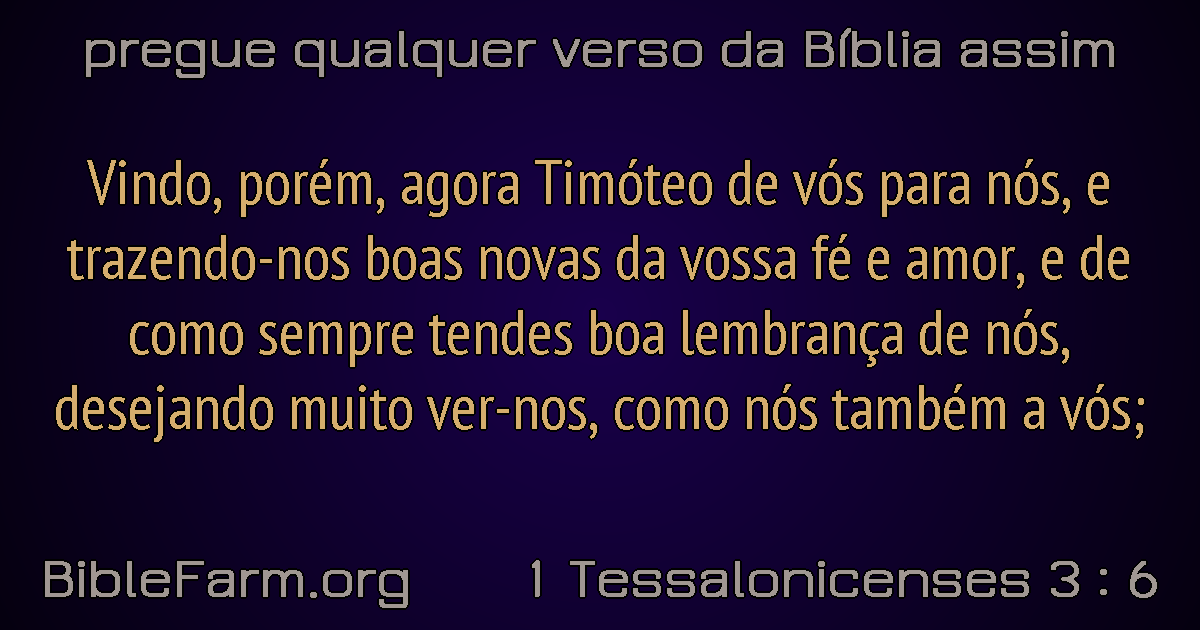 pregue qualquer verso da Bíblia assim
Vindo, porém, agora Timóteo de vós para nós, e
trazendo-nos boas novas da vossa fé e amor, e de
como sempre tendes boa lembrança de nós,
desejando muito ver-nos, como nós também a vós;
BibleFarm.org 1 Tessalonicenses 3 : 6